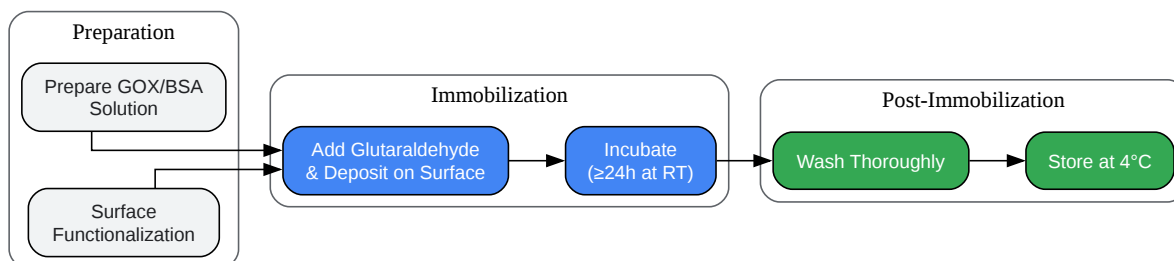 Preparation
Prepare GOX/BSA
Solution
Surface
Functionalization
Immobilization
Add Glutaraldehyde
& Deposit on Surface
Incubate
(≥24h at RT)
Post-Immobilization
Wash Thoroughly
Store at 4°C